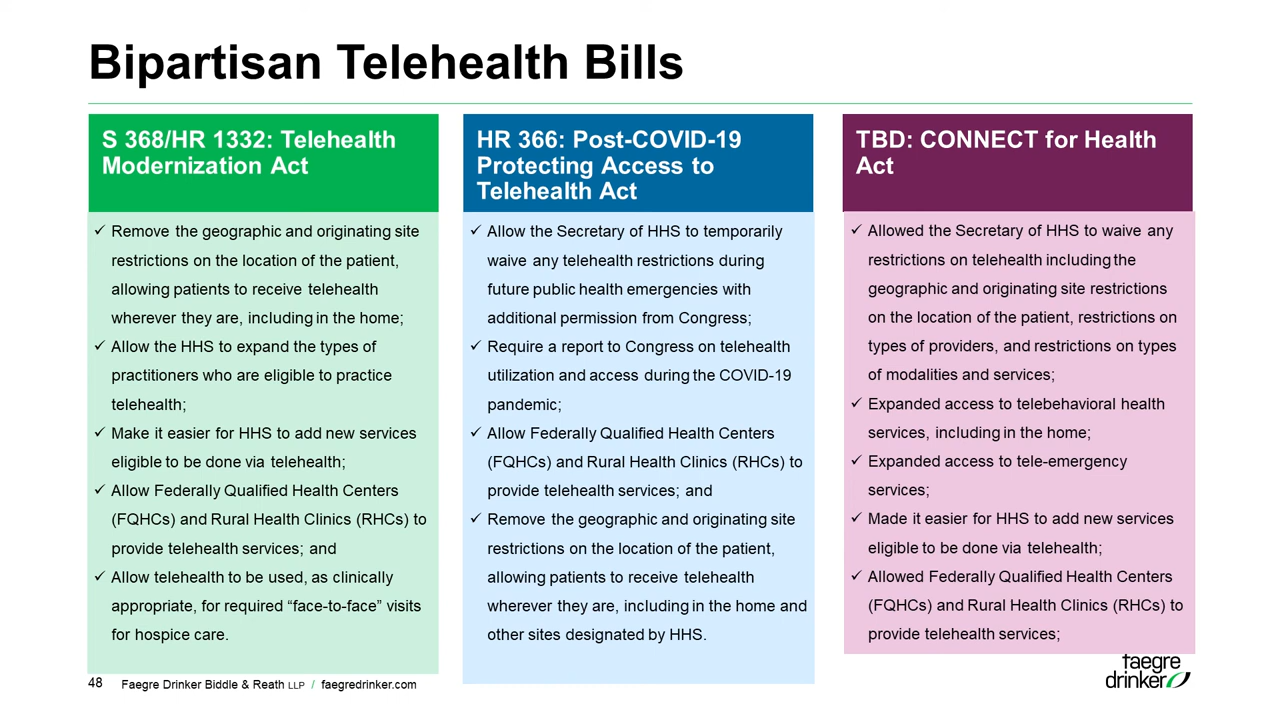 Bipartisan Telehealth Bills
S 368/HR 1332: Telehealth
Modernization Act
✓ Remove the geographic and originating site
restrictions on the location of the patient,
allowing patients to receive telehealth
wherever they are, including in the home;
✓ Allow the HHS to expand the types of
practitioners who are eligible to practice
telehealth;
✓ Make it easier for HHS to add new services
eligible to be done via telehealth;
✓ Allow Federally Qualified Health Centers
(FQHCs) and Rural Health Clinics (RHCs) to
provide telehealth services; and
✓ Allow telehealth to be used, as clinically
appropriate, for required “face-to-face” visits
for hospice care.
HR 366: Post-COVID-19
Protecting Access to
Telehealth Act
✓ Allow the Secretary of HHS to temporarily
waive any telehealth restrictions during
future public health emergencies with
additional permission from Congress;
✓ Require a report to Congress on telehealth
utilization and access during the COVID-19
pandemic;
✓ Allow Federally Qualified Health Centers
(FQHCs) and Rural Health Clinics (RHCs) to
provide telehealth services; and
✓ Remove the geographic and originating site
restrictions on the location of the patient,
allowing patients to receive telehealth
wherever they are, including in the home and
other sites designated by HHS.
TBD: CONNECT for Health
Act
✓ Allowed the Secretary of HHS to waive any
restrictions on telehealth including the
geographic and originating site restrictions
on the location of the patient, restrictions on
types of providers, and restrictions on types
of modalities and services;
✓ Expanded access to telebehavioral health
services, including in the home;
✓ Expanded access to tele-emergency
services;
✓ Made it easier for HHS to add new services
eligible to be done via telehealth;
✓ Allowed Federally Qualified Health Centers
(FQHCs) and Rural Health Clinics (RHCs) to
provide telehealth services;
48 Faegre Drinker Biddle & Reath LLP / faegredrinker.com
faegre
drinker